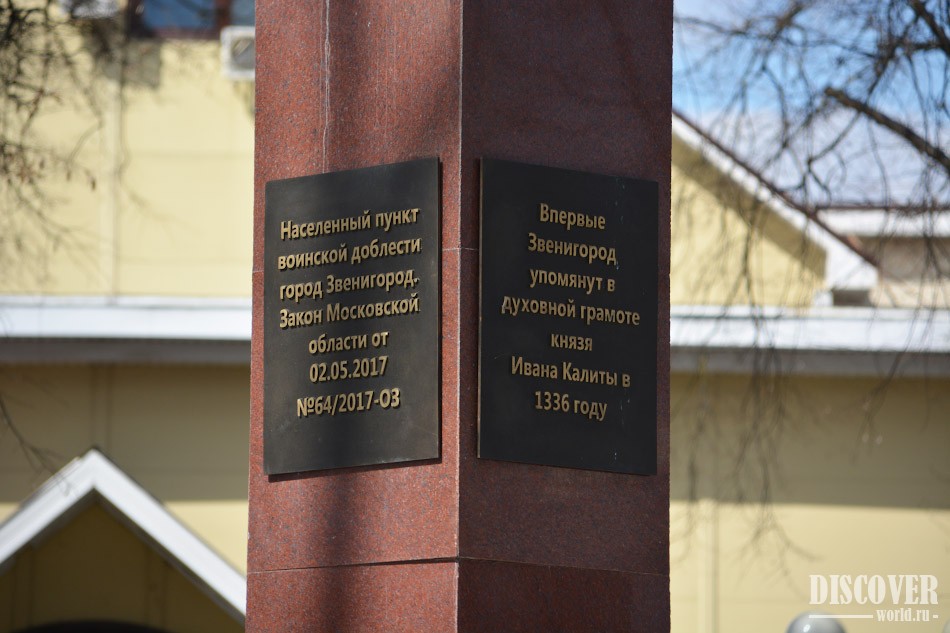 Населенный пункт
воинской доблести
город Звенигород.
Закон Московской
области от
02.05.2017
№64/2017-ОЗ
Впервые
Звенигород
упомянут в
духовной грамоте
князя
Ивана Калиты в
1336 году
DISCOVER
world.ru